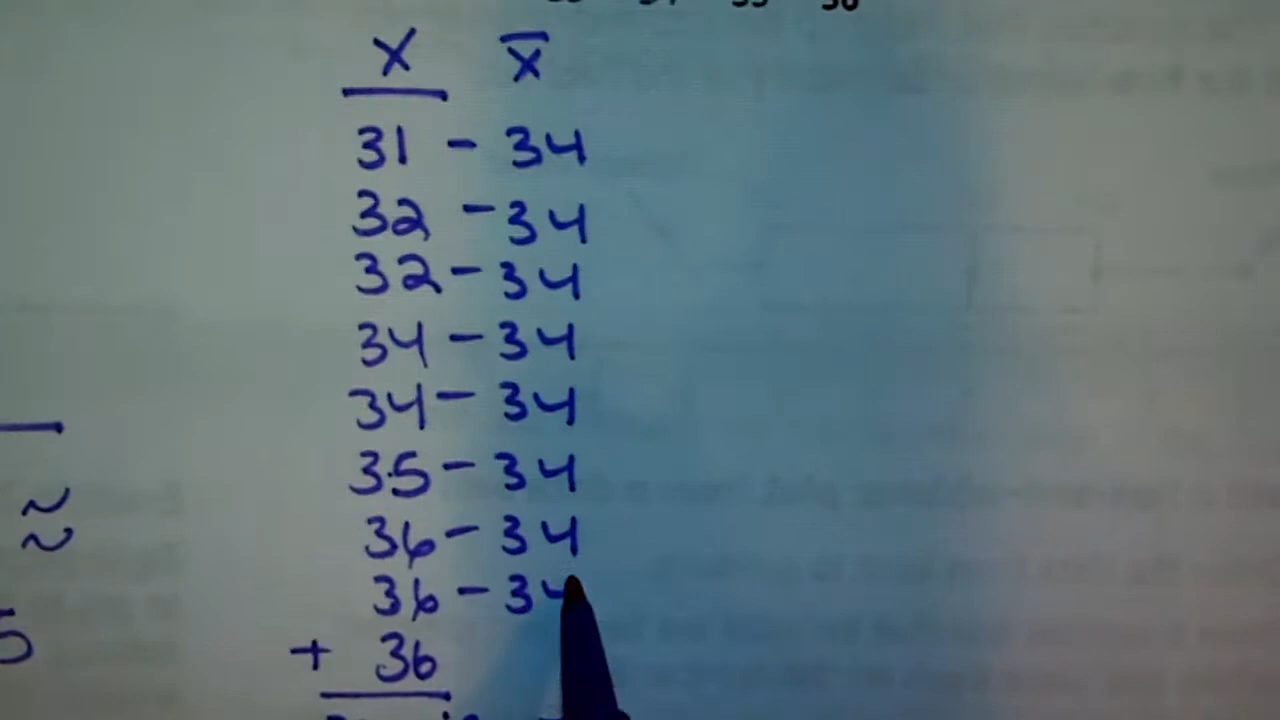 X X̅
31 - 34
32 - 34
32 - 34
34 - 34
34 - 34
35 - 34
36 - 34
36 - 34
+ 36
≈